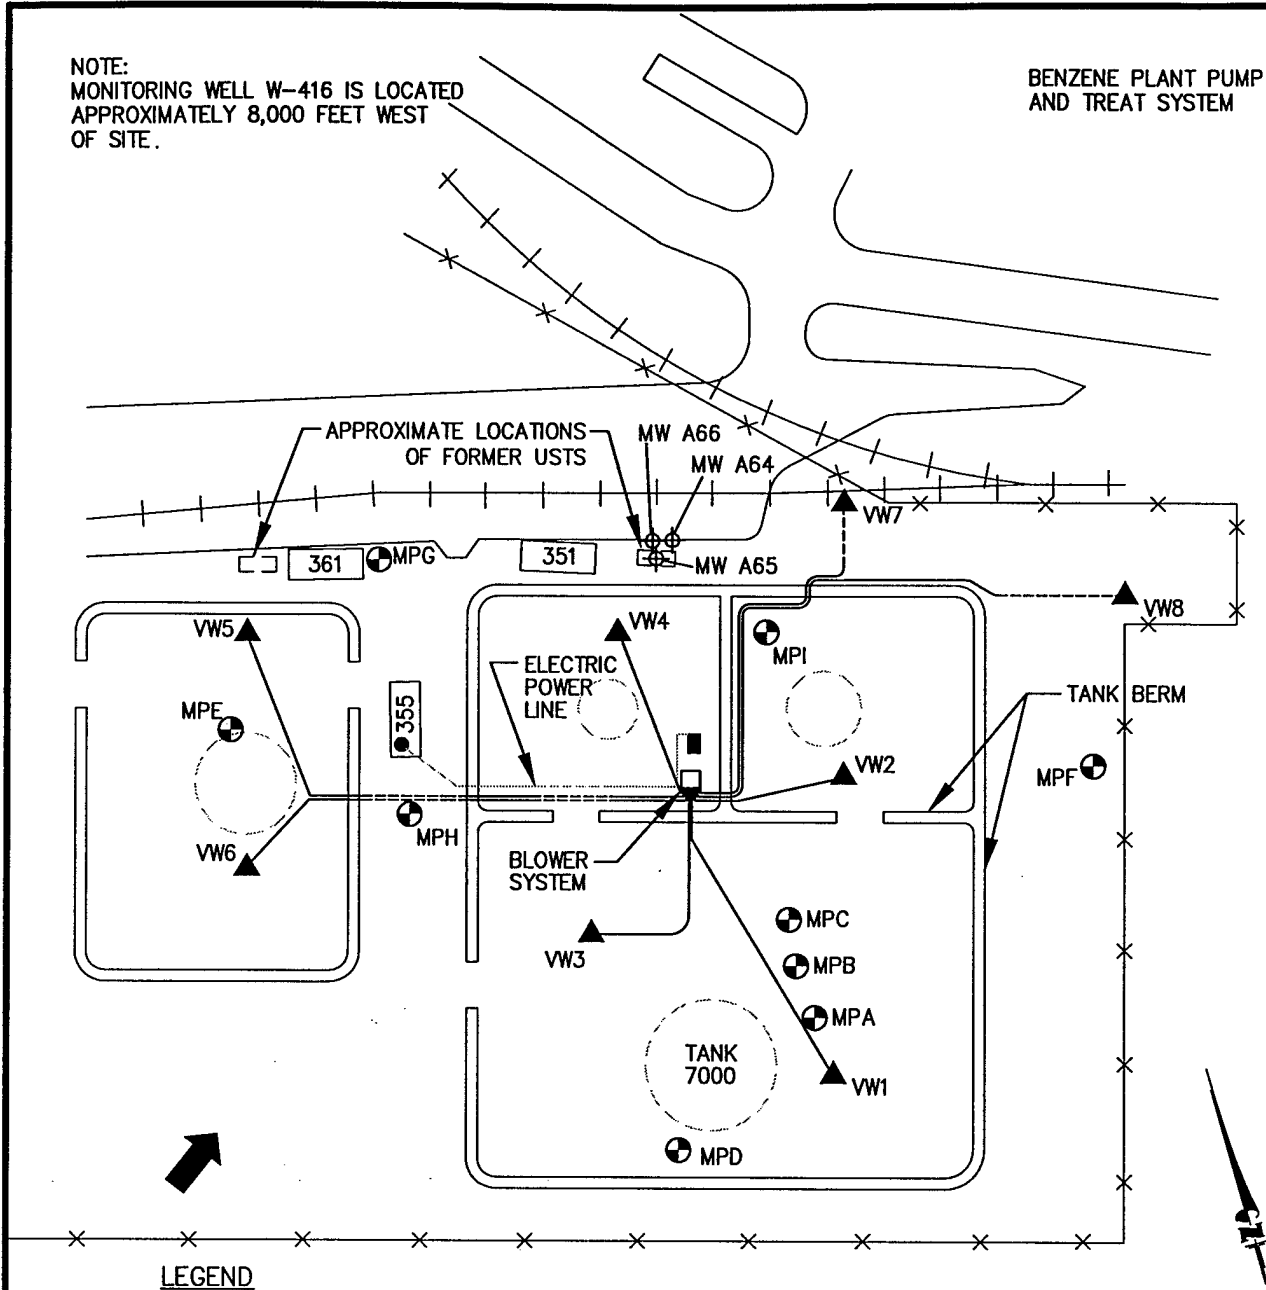 NOTE:
MONITORING WELL W-416 IS LOCATED
APPROXIMATELY 8,000 FEET WEST
OF SITE.
BENZENE PLANT PUMP
AND TREAT SYSTEM
APPROXIMATE LOCATIONS
OF FORMER USTS
MW A66
MW A64
VW7
361
MPG
351
MW A65
VW8
VW5
VW4
MPI
ELECTRIC
POWER
LINE
355
TANK BERM
MPE
VW2
MPF
MPH
VW6
BLOWER
SYSTEM
MPC
VW3
MPB
MPA
TANK
7000
VW1
MPD
LEGEND